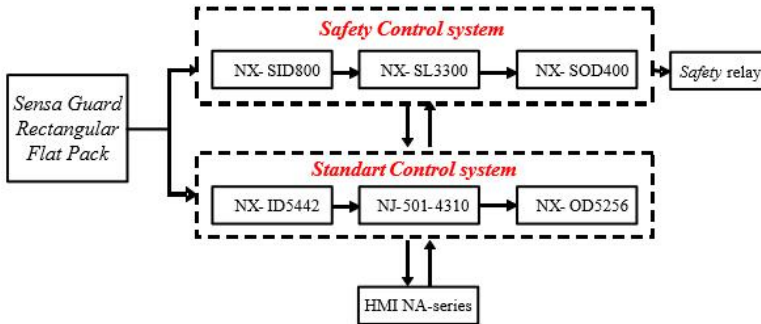 Safety Control system
NX- SID800
NX- SL3300
NX- SOD400
Safety relay
Sensa Guard
Rectangular
Flat Pack
Standart Control system
NX- ID5442
NJ-501-4310
NX- OD5256
HMI NA-series